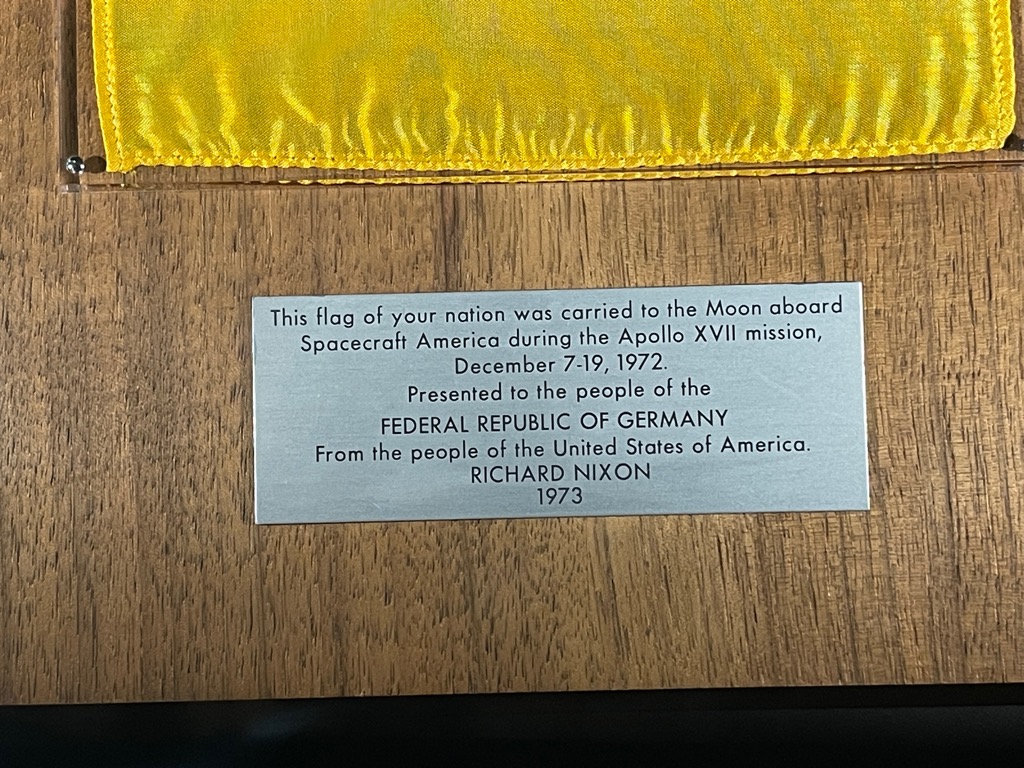 This flag of your nation was carried to the Moon aboard
Spacecraft America during the Apollo XVII mission,
December 7-19, 1972.
Presented to the people of the
FEDERAL REPUBLIC OF GERMANY
From the people of the United States of America.
RICHARD NIXON
1973